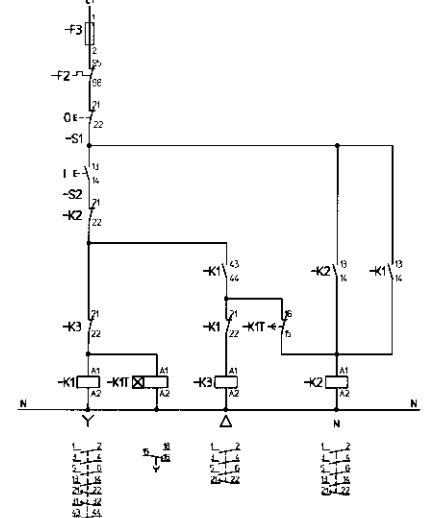 L1
1
-F3
2
95
-F2
96
21
O E--
22
-S1
13
I E-
14
-S2
21
-K2
22
43
-K1
44
13
-K2
14
13
-K1
14
21
-K3
22
21
-K1
22
16
-K1T
15
A1
-K1
A2
A1
-K1T
A2
A1
-K3
A2
A1
-K2
A2
N
N
Y
Δ
N
1 2
3 4
5 6
13 14
21 22
31 32
43 44
15 16
18
Y
1 2
3 4
5 6
21 22
1 2
3 4
5 6
13 14
21 22